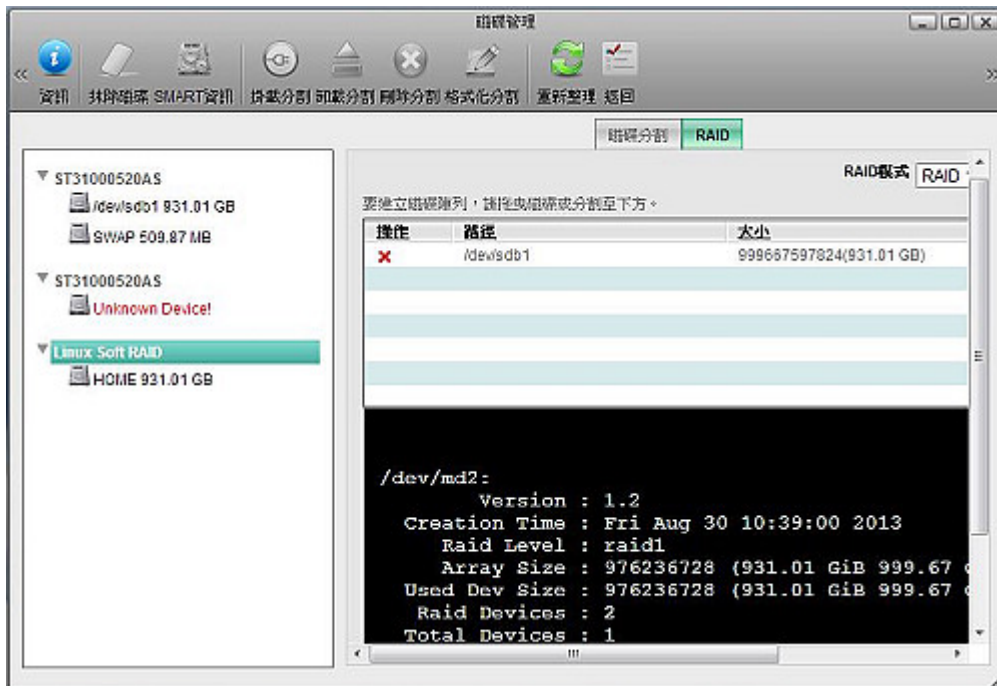 磁碟管理
資訊 抹除磁碟 SMART資訊 掛載分割 卸載分割 刪除分割 格式化分割 重新整理 返回
磁碟分割 RAID
ST31000520AS
/dev/sdb1 931.01 GB
SWAP 509.87 MB
ST31000520AS
Unknown Device!
Linux Soft RAID
HOME 931.01 GB
RAID模式 RAID
要建立磁碟陣列，請拖曳磁碟或分割至下方。
操作 路徑 大小
/dev/sdb1 999667597824(931.01 GB)
/dev/md2:
Version : 1.2
Creation Time : Fri Aug 30 10:39:00 2013
Raid Level : raid1
Array Size : 976236728 (931.01 GiB 999.67
Used Dev Size : 976236728 (931.01 GiB 999.67
Raid Devices : 2
Total Devices : 1